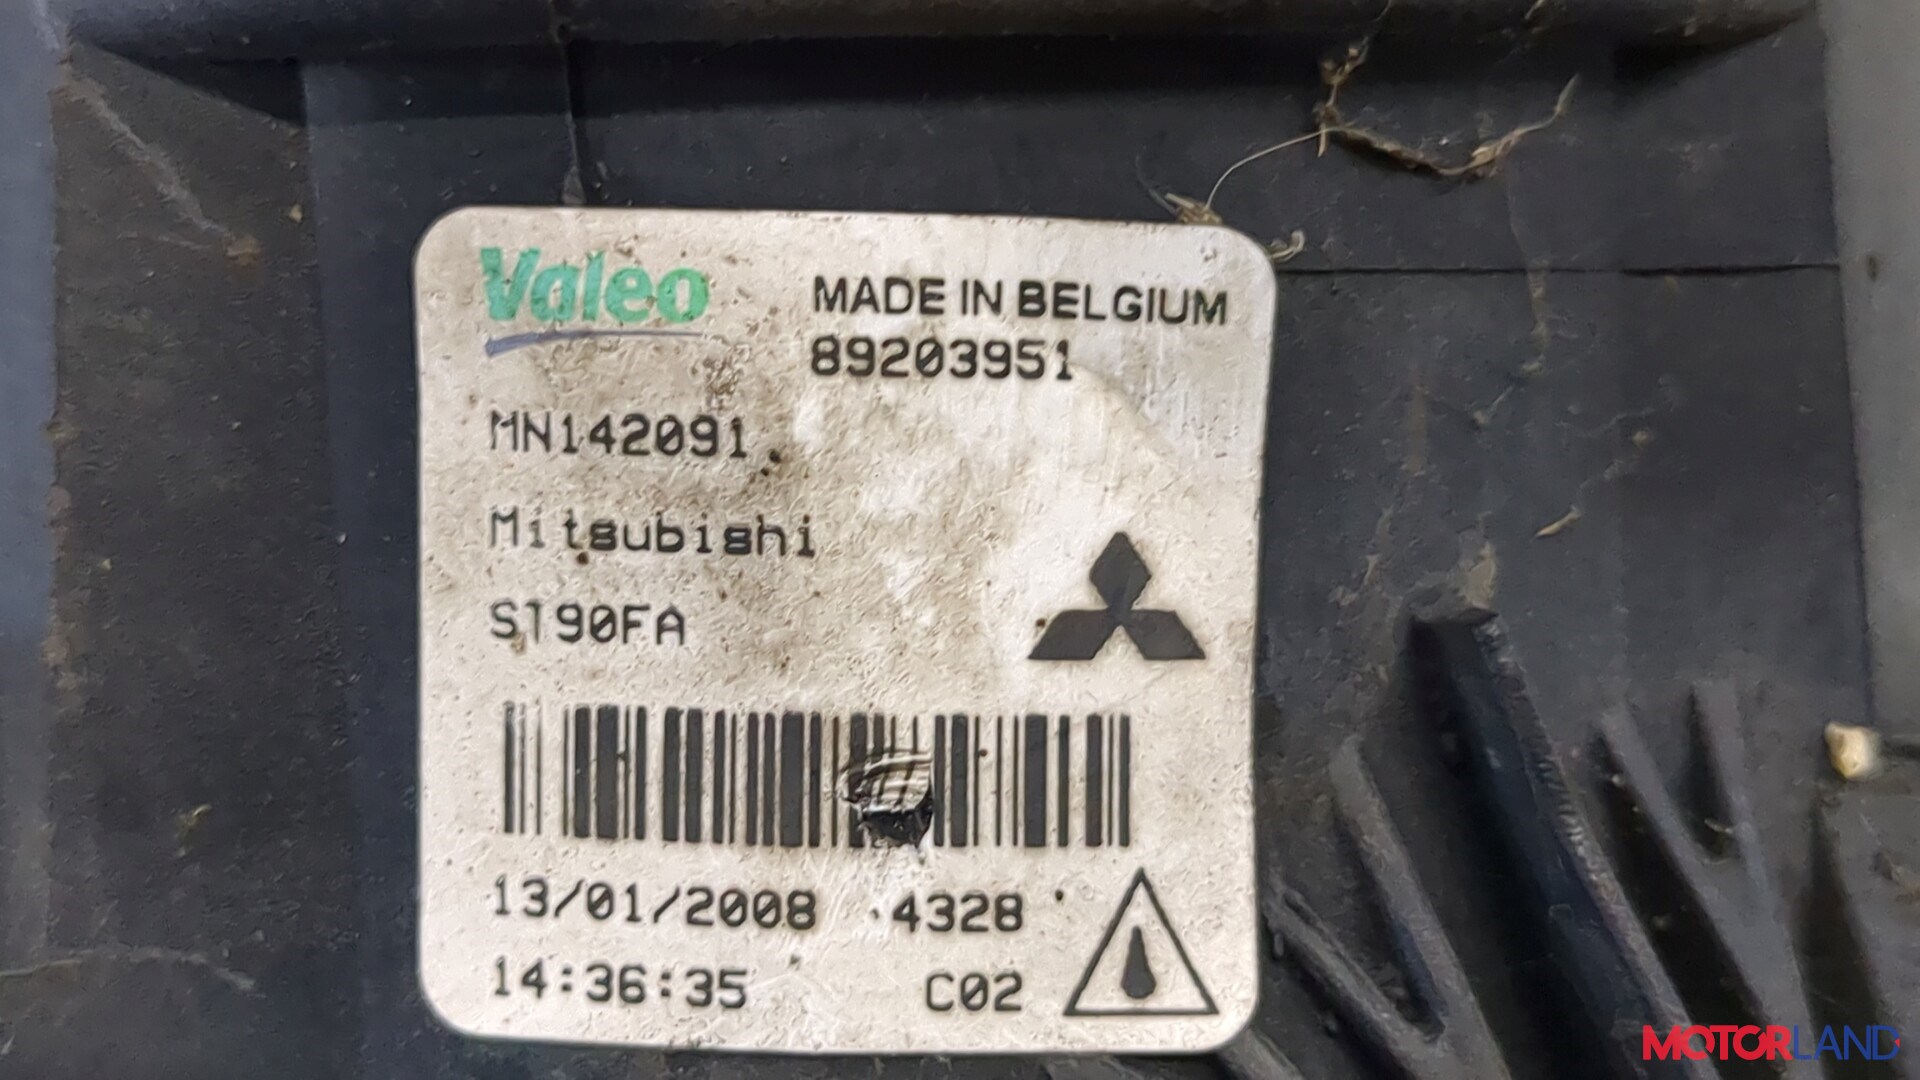 Valeo
MADE IN BELGIUM
89203951
MN142091
Mitsubishi
S190FA
13/01/2008 4328
14:36:35 C02
MOTORLAND